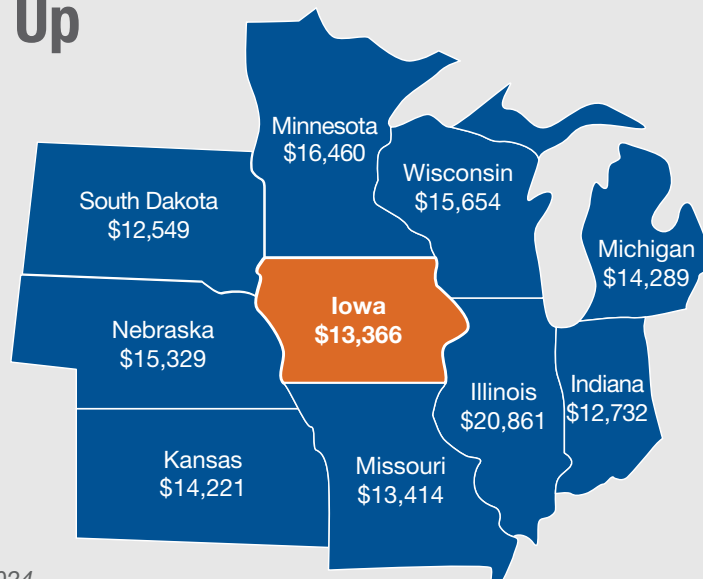 Up
Minnesota
$16,460
Wisconsin
$15,654
South Dakota
$12,549
Michigan
$14,289
Iowa
$13,366
Nebraska
$15,329
Illinois
$20,861
Indiana
$12,732
Kansas
$14,221
Missouri
$13,414